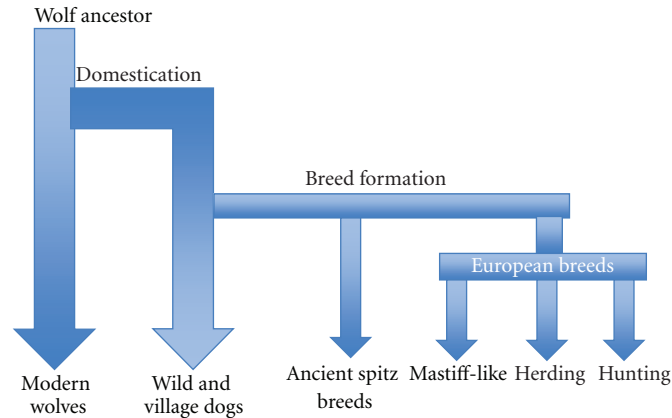 Wolf ancestor
Domestication
Breed formation
European breeds
Modern
wolves
Wild and
village dogs
Ancient spitz
breeds
Mastiff-like
Herding
Hunting